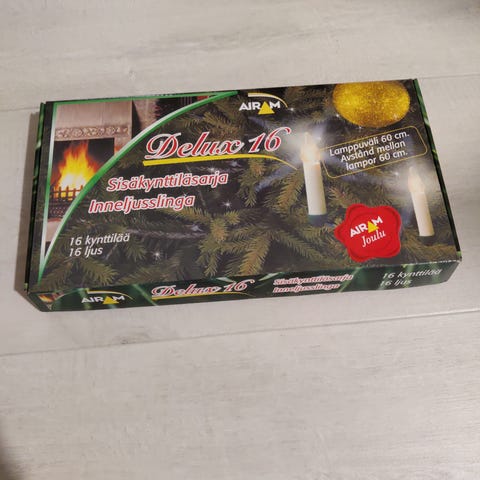 AIRAM
Delux 16
Sisäkynttiläsarja
Inneljusslinga
16 kynttilää
16 ljus
Lamppuväli 60 cm.
Avstånd mellan
lampor 60 cm.
AIRAM
Joulu
AIRAM
Delux 16
Sisäkynttiläsarja
Inneljusslinga
16 kynttilää
16 ljus